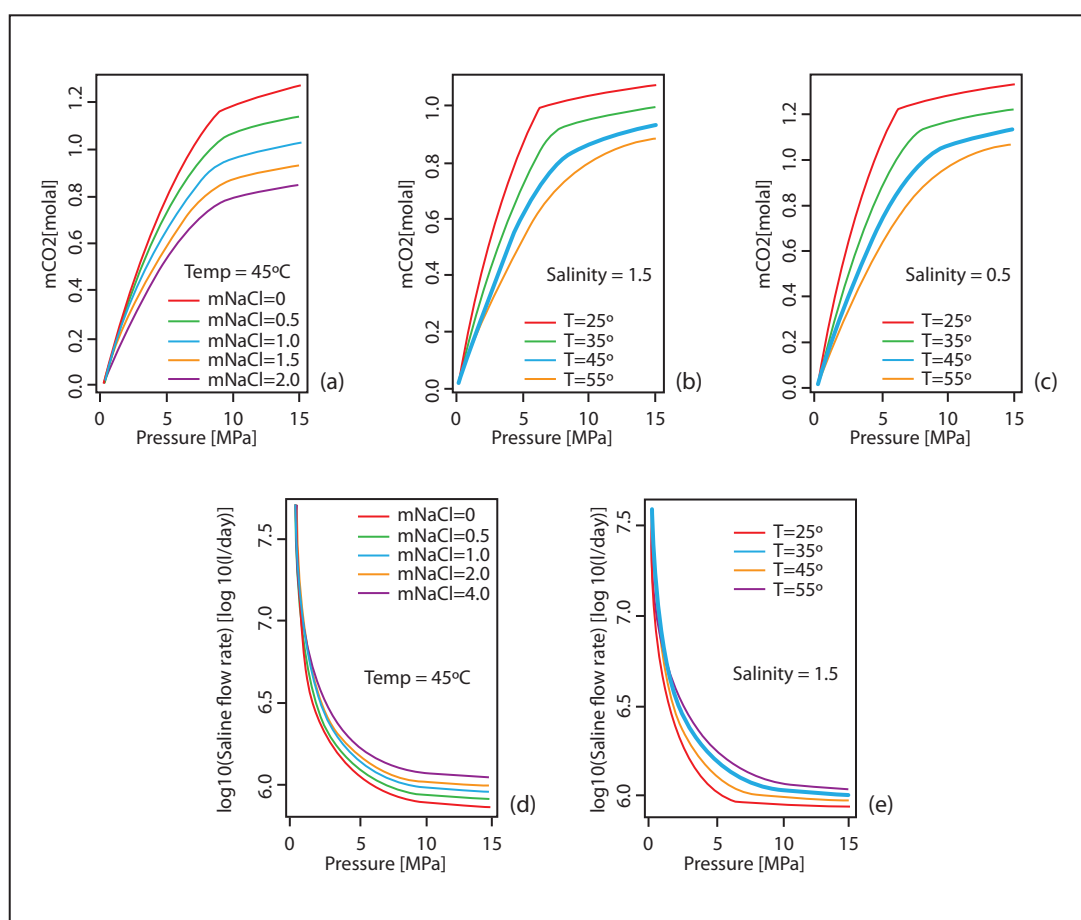 mCO2[molal]
0.0
0.2
0.4
0.6
0.8
1.0
1.2
Temp = 45ºC
mNaCl=0
mNaCl=0.5
mNaCl=1.0
mNaCl=1.5
mNaCl=2.0
0 5 10 15
Pressure [MPa]
(a)
mCO2[molal]
0.0
0.2
0.4
0.6
0.8
1.0
Salinity = 1.5
T=25º
T=35º
T=45º
T=55º
0 5 10 15
Pressure [MPa]
(b)
mCO2[molal]
0.0
0.2
0.4
0.6
0.8
1.0
1.2
Salinity = 0.5
T=25º
T=35º
T=45º
T=55º
0 5 10 15
Pressure [MPa]
(c)
log10(Saline flow rate) [log 10(l/day)]
6.0
6.5
7.0
7.5
mNaCl=0
mNaCl=0.5
mNaCl=1.0
mNaCl=2.0
mNaCl=4.0
Temp = 45ºC
0 5 10 15
Pressure [MPa]
(d)
log10(Saline flow rate) [log 10(l/day)]
6.0
6.5
7.0
7.5
T=25º
T=35º
T=45º
T=55º
Salinity = 1.5
0 5 10 15
Pressure [MPa]
(e)